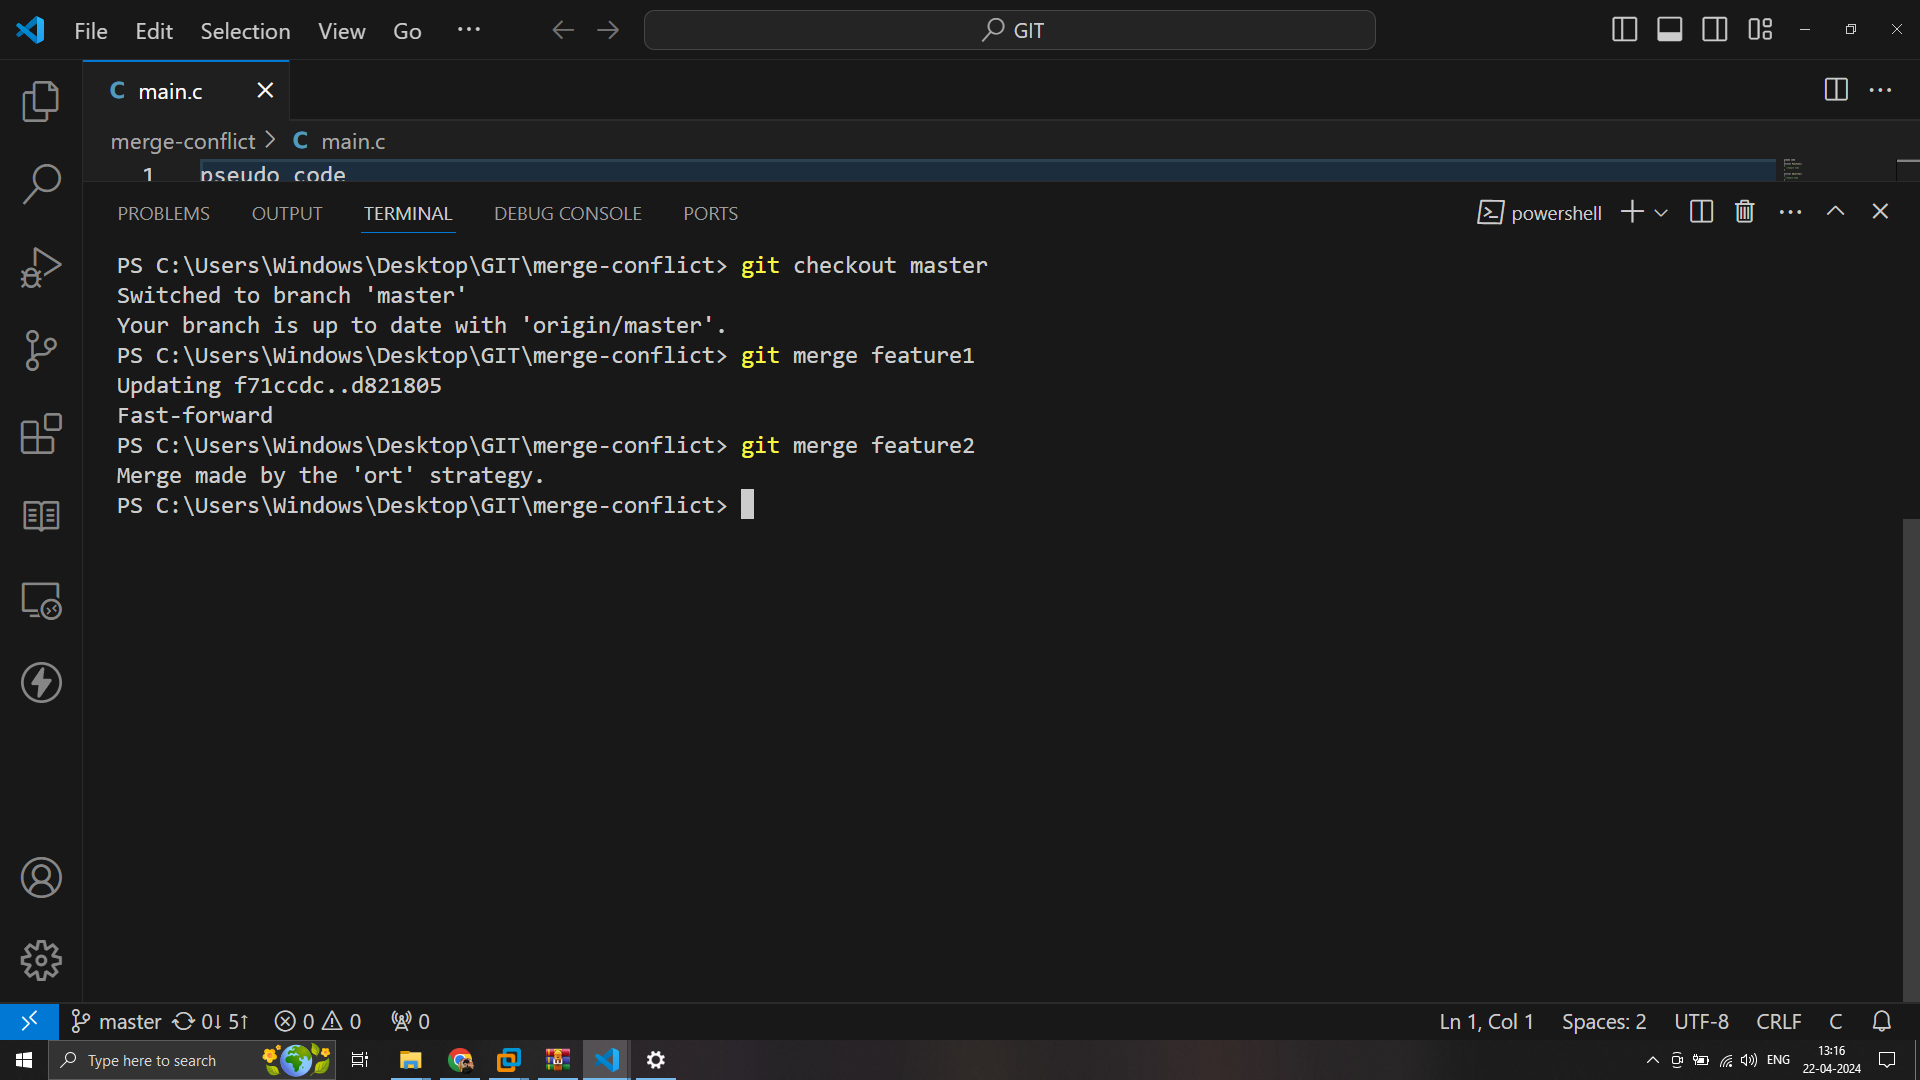 File Edit Selection View Go ··· GIT
main.c
merge-conflict > C main.c
1 pseudo code
PROBLEMS OUTPUT TERMINAL DEBUG CONSOLE PORTS powershell
PS C:\Users\Windows\Desktop\GIT\merge-conflict> git checkout master
Switched to branch 'master'
Your branch is up to date with 'origin/master'.
PS C:\Users\Windows\Desktop\GIT\merge-conflict> git merge feature1
Updating f71ccdc..d821805
Fast-forward
PS C:\Users\Windows\Desktop\GIT\merge-conflict> git merge feature2
Merge made by the 'ort' strategy.
PS C:\Users\Windows\Desktop\GIT\merge-conflict>
master 0↓ 5↑ 0 0 0 Ln 1, Col 1 Spaces: 2 UTF-8 CRLF C
Type here to search ENG 13:16
22-04-2024